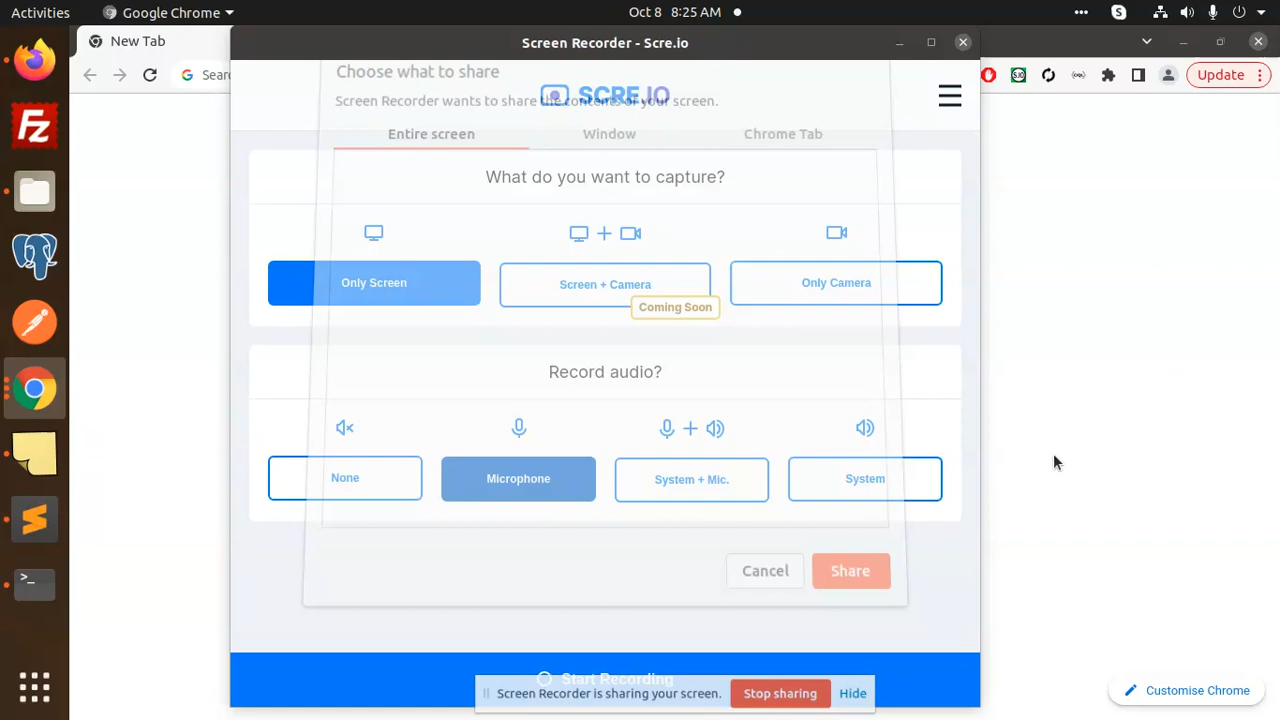 Activities
Google Chrome
Oct 8 8:25 AM
New Tab
Screen Recorder - Scre.io
Sear
Update
Choose what to share
SCRE.IO
Screen Recorder wants to share the contents of your screen.
Entire screen
Window
Chrome Tab
What do you want to capture?
Only Screen
Screen + Camera
Only Camera
Coming Soon
Record audio?
None
Microphone
System + Mic.
System
Cancel
Share
Start Recording
Screen Recorder is sharing your screen.
Stop sharing
Hide
Customise Chrome